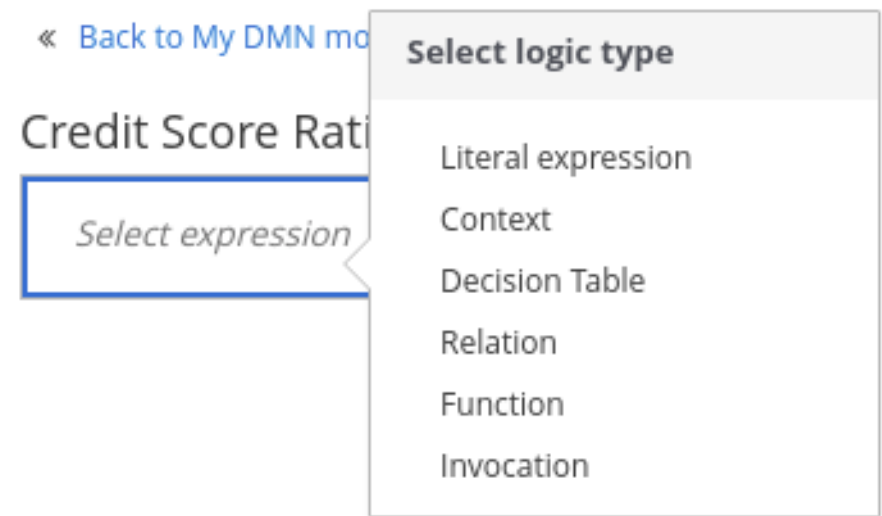 « Back to My DMN mo
Select logic type
Credit Score Rati
Literal expression
Select expression
Context
Decision Table
Relation
Function
Invocation